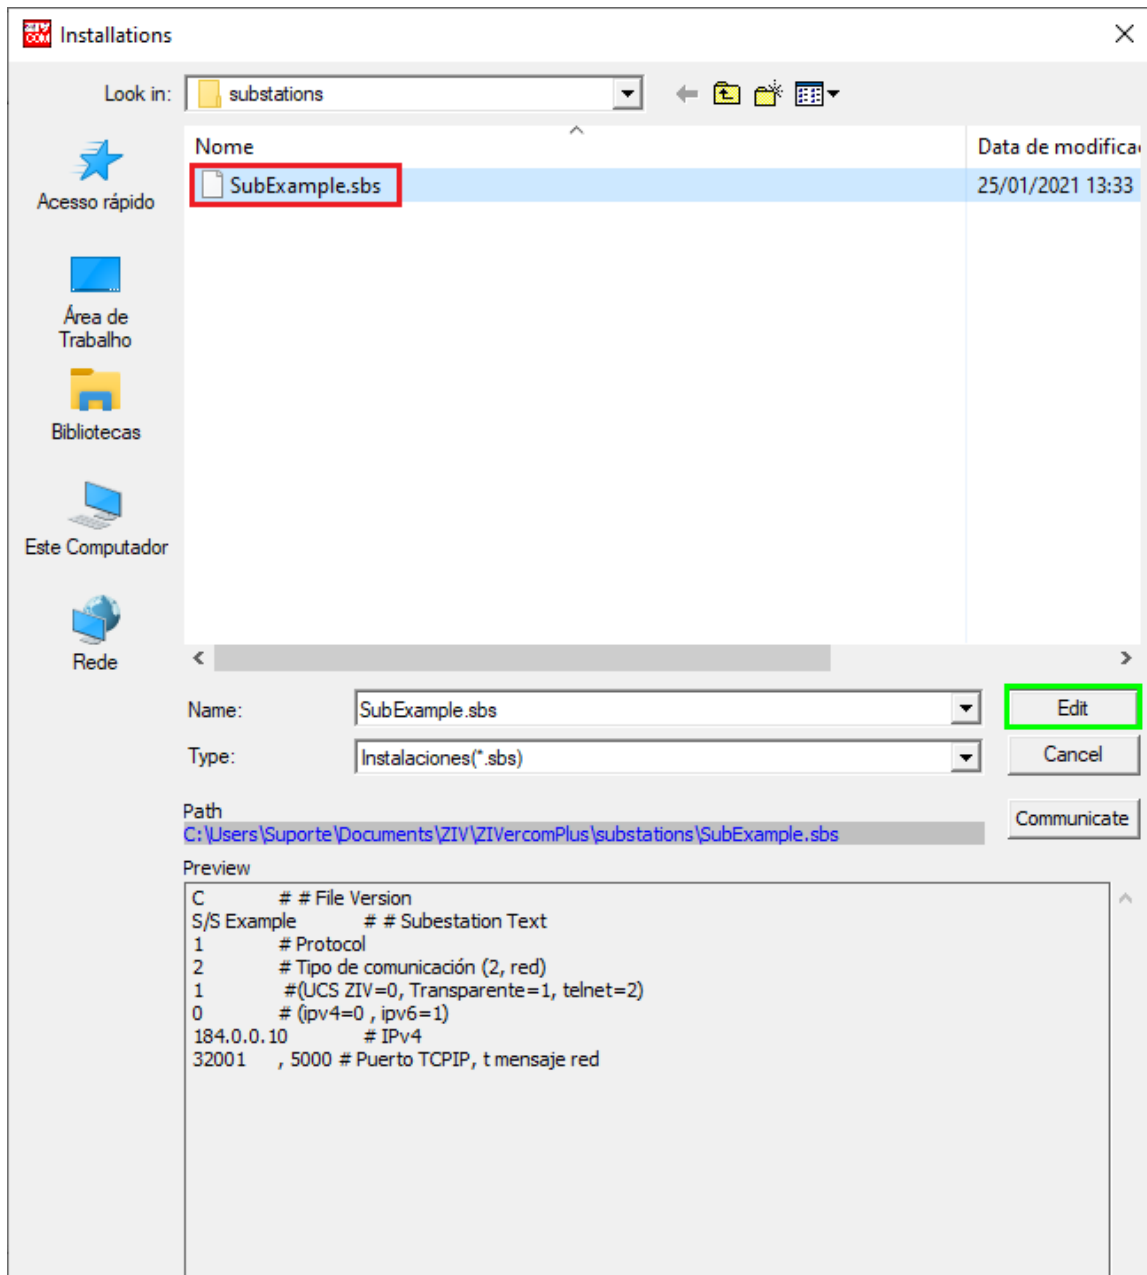 ZIV COM Installations
Look in: substations
Nome Data de modifica
SubExample.sbs 25/01/2021 13:33
Acesso rápido
Área de
Trabalho
Bibliotecas
Este Computador
Rede
Name: SubExample.sbs Edit
Type: Instalaciones(*.sbs) Cancel
Path
C:\Users\Suporte\Documents\ZIV\ZIVercomPlus\substations\SubExample.sbs
Communicate
Preview
C # # File Version
S/S Example # # Subestation Text
1 # Protocol
2 # Tipo de comunicación (2, red)
1 #(UCS ZIV=0, Transparente=1, telnet=2)
0 # (ipv4=0 , ipv6=1)
184.0.0.10 # IPv4
32001 , 5000 # Puerto TCPIP, t mensaje red